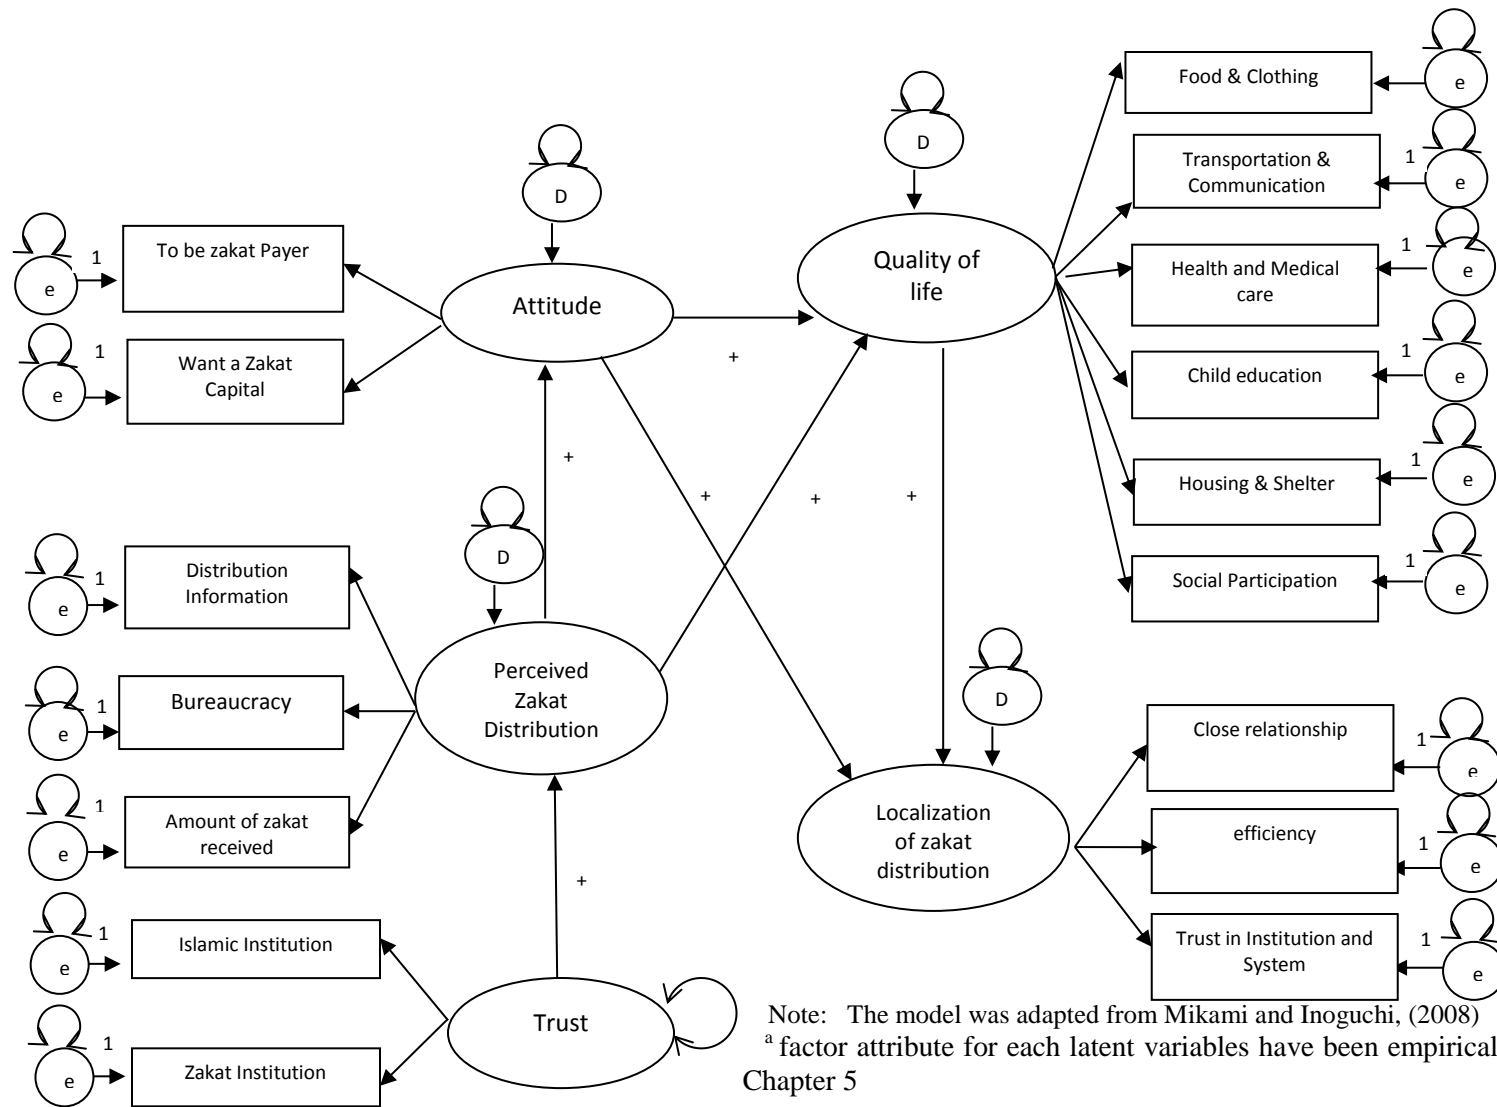 e
1
To be zakat Payer
e
1
Want a Zakat
Capital
D
Attitude
+
+
+
D
Quality of
life
+
+
Food & Clothing
e
Transportation &
Communication
1
e
Health and Medical
care
1
e
Child education
1
e
Housing & Shelter
1
e
Social Participation
1
e
e
1
Distribution
Information
e
1
Bureaucracy
e
1
Amount of zakat
received
D
Perceived
Zakat
Distribution
+
e
1
Islamic Institution
e
1
Zakat Institution
Trust
D
Localization
of zakat
distribution
Close relationship
1
e
efficiency
1
e
Trust in Institution and
System
1
e
Note: The model was adapted from Mikami and Inoguchi, (2008)
a factor attribute for each latent variables have been empirical
Chapter 5